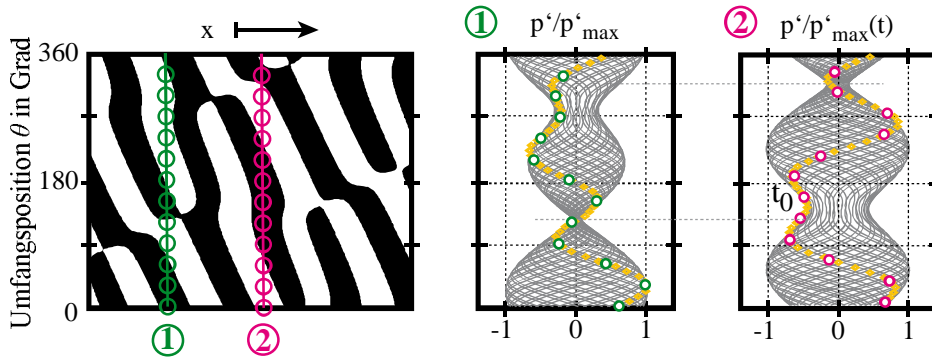 x
1
p‘/p‘max
2
p‘/p‘max(t)
Umfangsposition θ in Grad
360
180
0
t0
1
2
-1
0
1
-1
0
1